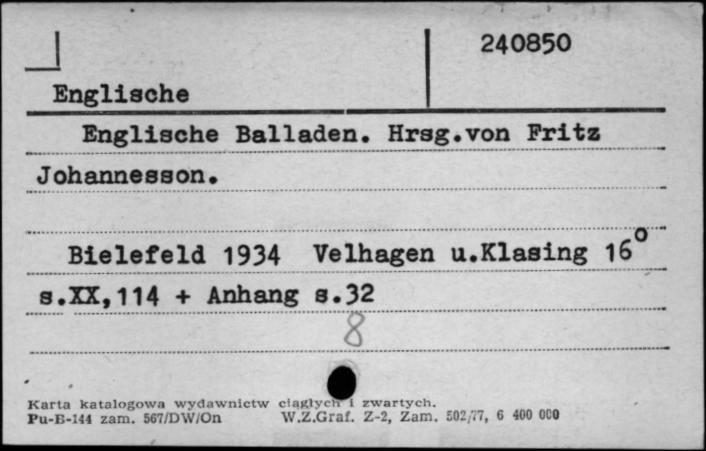 240850
Englische
Englische Balladen. Hrsg.von Fritz
Johannesson.
Bielefeld 1934 Velhagen u.Klasing 16°
s.XX,114 + Anhang s.32
8
Karta katalogowa wydawnictw ciągłych i zwartych.
Pu-B-144 zam. 567/DW/On W.Z.Graf. Z-2, Zam. 502/77, 6 400 000